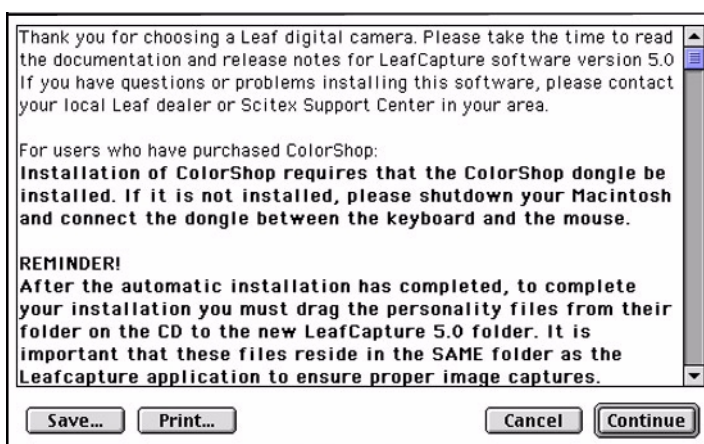 Thank you for choosing a Leaf digital camera. Please take the time to read
the documentation and release notes for LeafCapture software version 5.0
If you have questions or problems installing this software, please contact
your local Leaf dealer or Scitex Support Center in your area.
For users who have purchased ColorShop:
Installation of ColorShop requires that the ColorShop dongle be
installed. If it is not installed, please shutdown your Macintosh
and connect the dongle between the keyboard and the mouse.
REMINDER!
After the automatic installation has completed, to complete
your installation you must drag the personality files from their
folder on the CD to the new LeafCapture 5.0 folder. It is
important that these files reside in the SAME folder as the
Leafcapture application to ensure proper image captures.
Save... Print... Cancel Continue